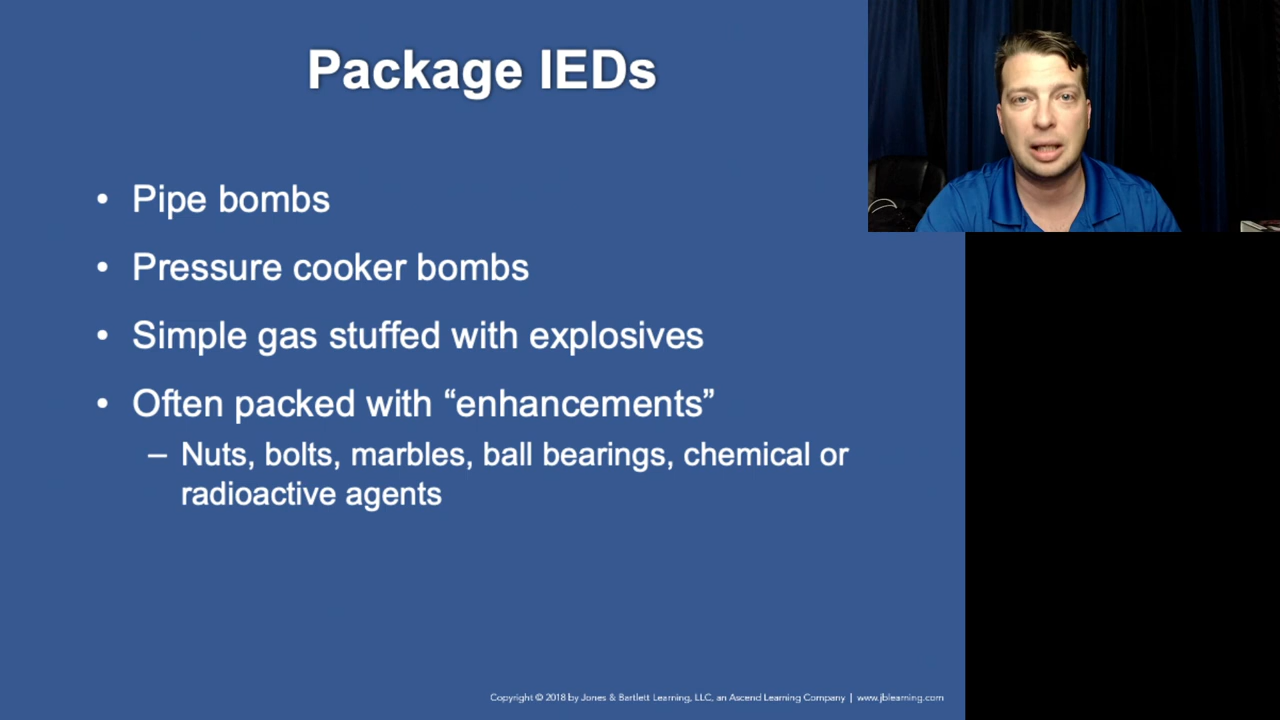 Package IEDs
• Pipe bombs
• Pressure cooker bombs
• Simple gas stuffed with explosives
• Often packed with “enhancements”
– Nuts, bolts, marbles, ball bearings, chemical or
radioactive agents
Copyright © 2018 by Jones & Bartlett Learning, LLC, an Ascend Learning Company | www.jblearning.com